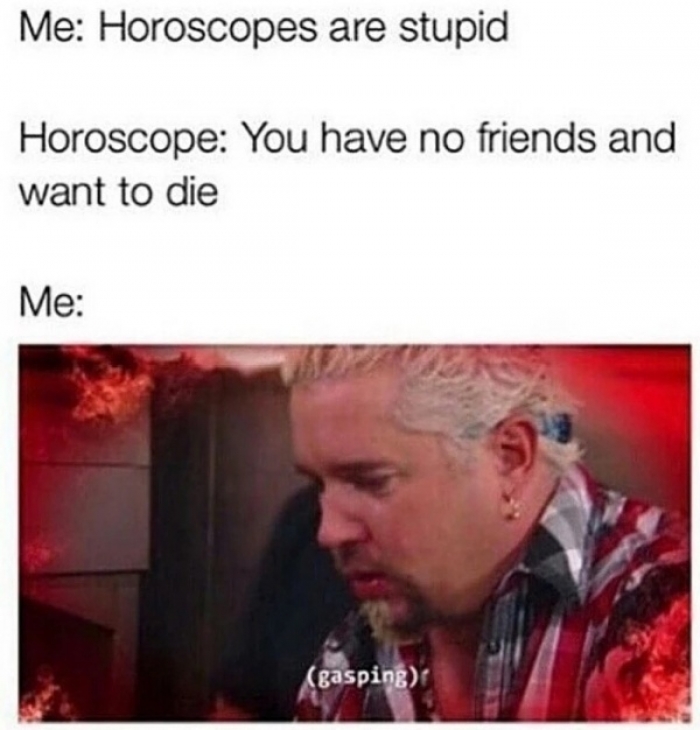 Me: Horoscopes are stupid
Horoscope: You have no friends and
want to die
Me:
(gasping)